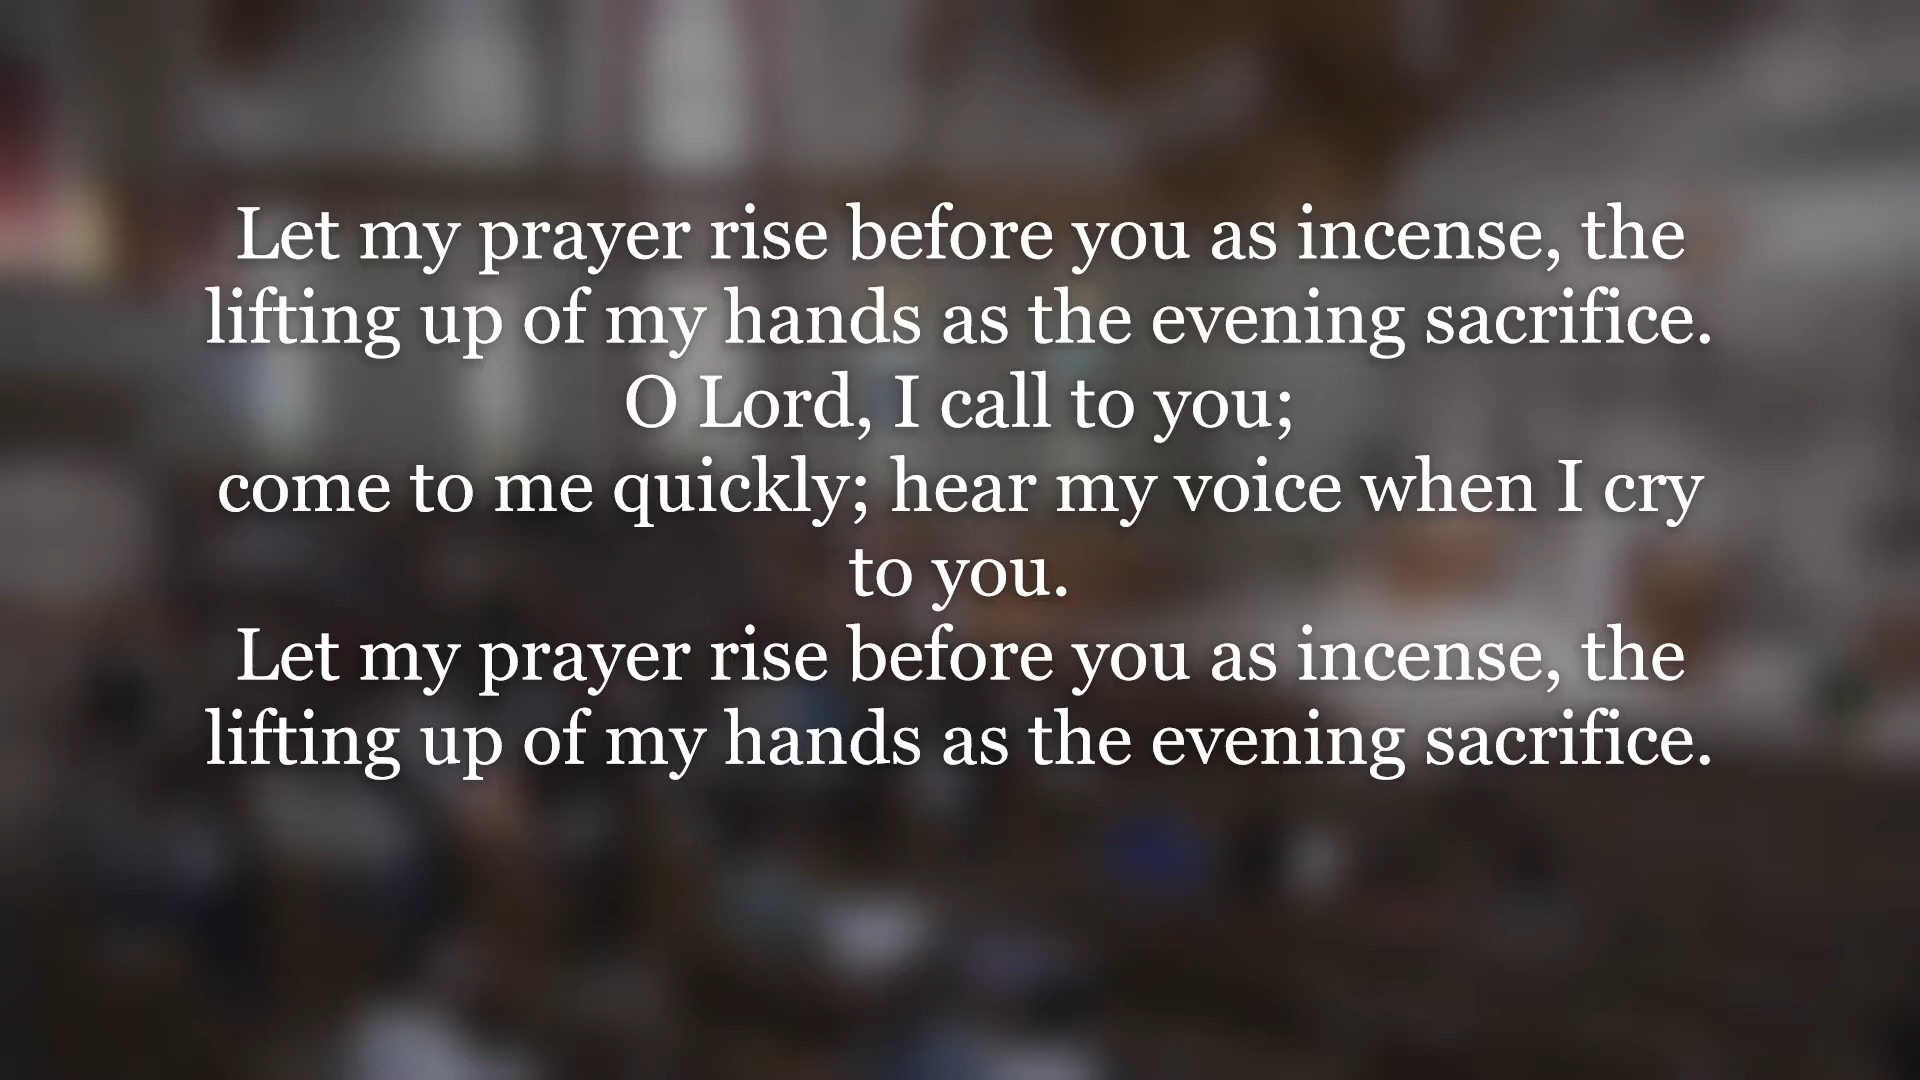 Let my prayer rise before you as incense, the
lifting up of my hands as the evening sacrifice.
O Lord, I call to you;
come to me quickly; hear my voice when I cry
to you.
Let my prayer rise before you as incense, the
lifting up of my hands as the evening sacrifice.